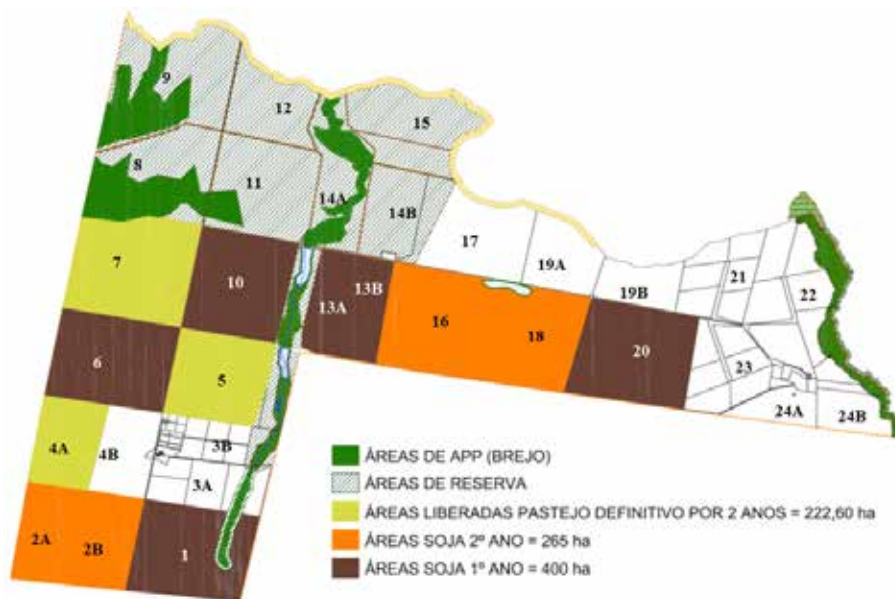 9
12
15
8
11
14A
14B
17
19A
7
10
13A
13B
19B
21
22
16
18
20
6
5
23
4A
4B
3B
24A
24B
3A
2A
2B
1
ÁREAS DE APP (BREJO)
ÁREAS DE RESERVA
ÁREAS LIBERADAS PASTEJO DEFINITIVO POR 2 ANOS = 222,60 ha
ÁREAS SOJA 2º ANO = 265 ha
ÁREAS SOJA 1º ANO = 400 ha